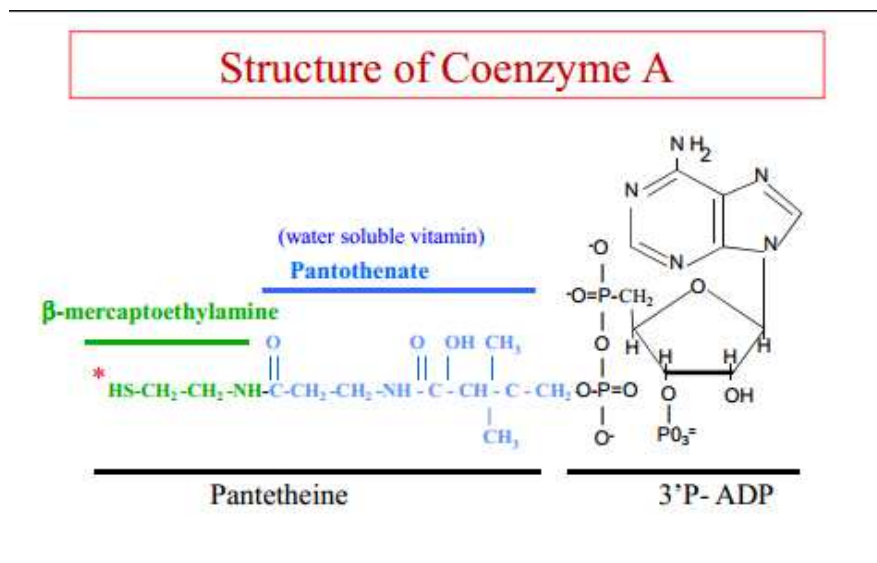 Structure of Coenzyme A
NH2
N
N
N
N
(water soluble vitamin)
Pantothenate
-O
-O=P-CH2
O
β-mercaptoethylamine
O
O OH CH3
O
H
H
H
H
* HS-CH2-CH2-NH-C-CH2-CH2-NH-C-CH-C-CH2 O-P=O
O
OH
CH3
O-
PO3=
Pantetheine
3'P- ADP